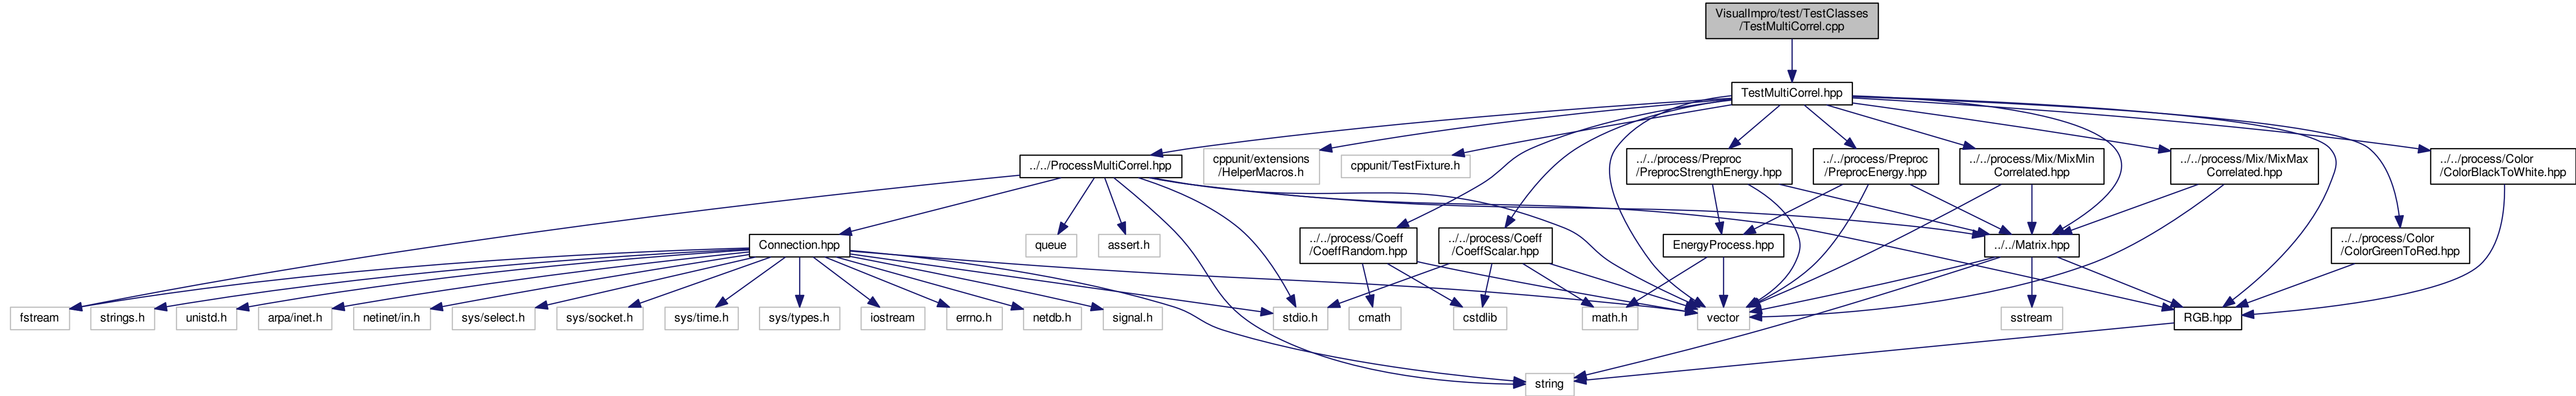 VisualImpro/test/TestClasses
/TestMultiCorrel.cpp
TestMultiCorrel.hpp
../../ProcessMultiCorrel.hpp
cppunit/extensions
/HelperMacros.h
cppunit/TestFixture.h
../../process/Preproc
/PreprocStrengthEnergy.hpp
../../process/Preproc
/PreprocEnergy.hpp
../../process/Mix/MixMin
Correlated.hpp
../../process/Mix/MixMax
Correlated.hpp
../../process/Color
/ColorBlackToWhite.hpp
Connection.hpp
queue
assert.h
../../process/Coeff
/CoeffRandom.hpp
../../process/Coeff
/CoeffScalar.hpp
EnergyProcess.hpp
../../Matrix.hpp
../../process/Color
/ColorGreenToRed.hpp
fstream
strings.h
unistd.h
arpa/inet.h
netinet/in.h
sys/select.h
sys/socket.h
sys/time.h
sys/types.h
iostream
errno.h
netdb.h
signal.h
stdio.h
cmath
cstdlib
math.h
vector
sstream
RGB.hpp
string